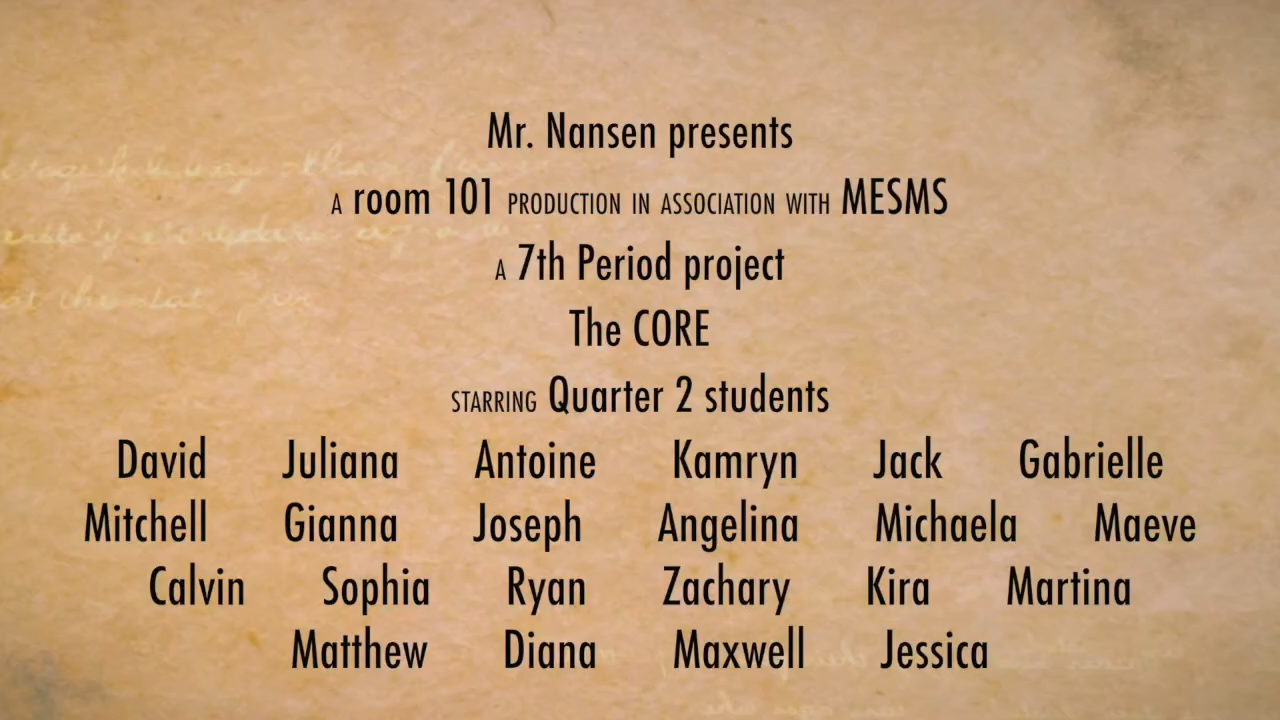 Mr. Nansen presents
A room 101 PRODUCTION IN ASSOCIATION WITH MESMS
A 7th Period project
The CORE
STARRING Quarter 2 students
David Juliana Antoine Kamryn Jack Gabrielle
Mitchell Gianna Joseph Angelina Michaela Maeve
Calvin Sophia Ryan Zachary Kira Martina
Matthew Diana Maxwell Jessica